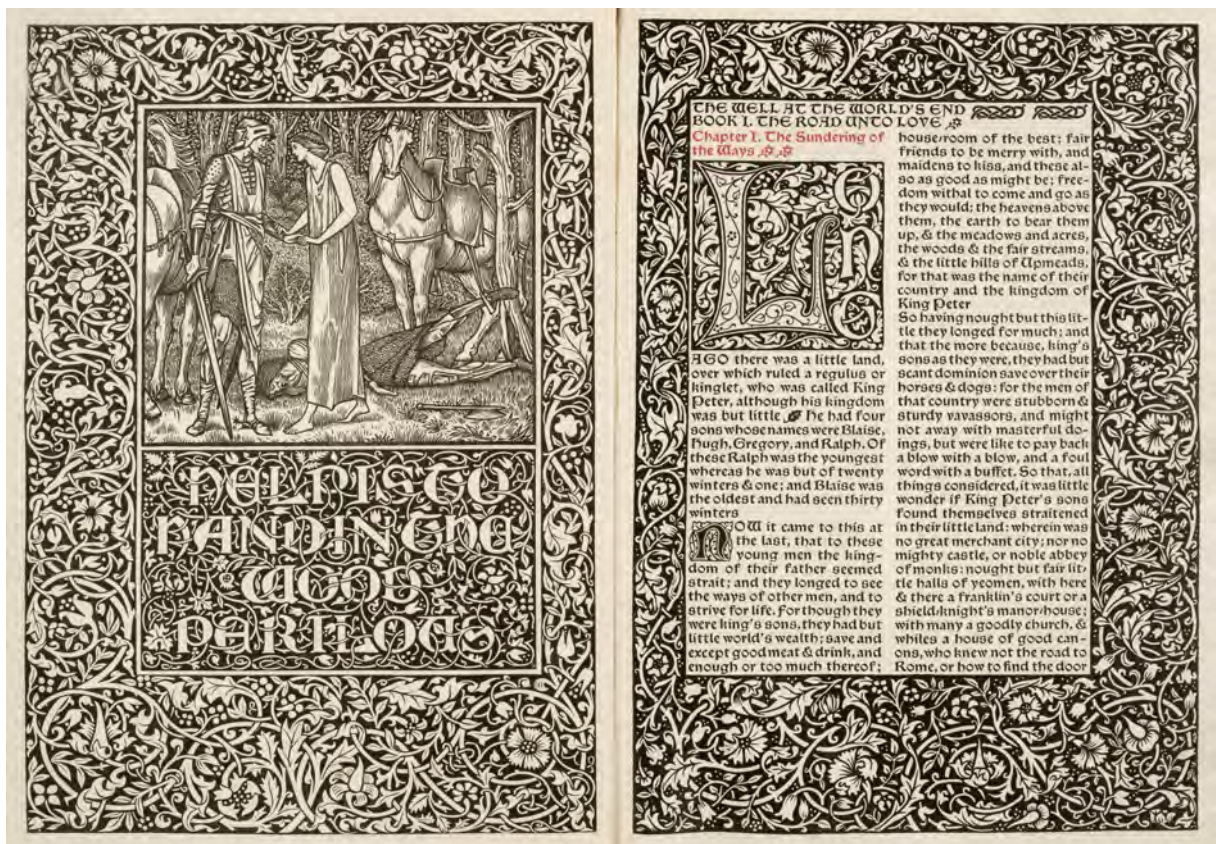 HELP IS TO
HAND IN THE
WOOD
PERILOUS
THE WELL AT THE WORLD'S END
BOOK I. THE ROAD UNTO LOVE
Chapter I. The Sundering of
the Ways
LONG
AGO there was a little land,
over which ruled a regulus or
kinglet, who was called King
Peter, although his kingdom
was but little. He had four
sons whose names were Blaise,
Hugh, Gregory, and Ralph. Of
these Ralph was the youngest
whereas he was but of twenty
winters & one; and Blaise was
the oldest and had seen thirty
winters
NOW it came to this at
the last, that to these
young men the king-
dom of their father seemed
strait; and they longed to see
the ways of other men, and to
strive for life. For though they
were king's sons, they had but
little world's wealth; save and
except good meat & drink, and
enough or too much thereof;
house-room of the best; fair
friends to be merry with, and
maidens to kiss, and these al-
so as good as might be; free-
dom withal to come and go as
they would; the heavens above
them, the earth to bear them
up, & the meadows and acres,
the woods & the fair streams,
& the little hills of Upmeads,
for that was the name of their
country and the kingdom of
King Peter
So having nought but this lit-
tle they longed for much; and
that the more because, king's
sons as they were, they had but
scant dominion save over their
horses & dogs: for the men of
that country were stubborn &
sturdy vavassors, and might
not away with masterful do-
ings, but were like to pay back
a blow with a blow, and a foul
word with a buffet. So that, all
things considered, it was little
wonder if King Peter's sons
found themselves straitened
in their little land: wherein was
no great merchant city; nor no
mighty castle, or noble abbey
of monks: nought but fair lit-
tle halls of yeomen, with here
& there a franklin's court or a
shield-knight's manor-house;
with many a goodly church, &
whiles a house of good can-
ons, who knew not the road to
Rome, or how to find the door